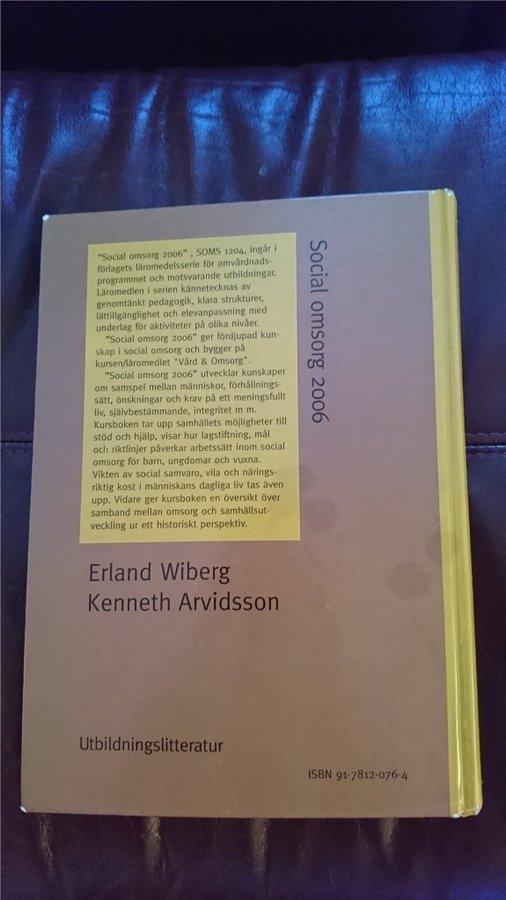 "Social omsorg 2006" , SOMS 1204, ingår i
förlagets läromedelsserie för omvårdnads-
programmet och motsvarande utbildningar.
Läromedlen i serien kännetecknas av
genomtänkt pedagogik, klara strukturer,
lättillgänglighet och elevanpassning med
underlag för aktiviteter på olika nivåer.
"Social omsorg 2006" ger fördjupad kun-
skap i social omsorg och bygger på
kursen/läromedlet "Vård & Omsorg".
"Social omsorg 2006" utvecklar kunskaper
om samspel mellan människor, förhållnings-
sätt, önskningar och krav på ett meningsfullt
liv, självbestämmande, integritet m m.
Kursboken tar upp samhällets möjligheter till
stöd och hjälp, visar hur lagstiftning, mål
och riktlinjer påverkar arbetssätt inom social
omsorg för barn, ungdomar och vuxna.
Vikten av social samvaro, vila och närings-
riktig kost i människans dagliga liv tas även
upp. Vidare ger kursboken en översikt över
samband mellan omsorg och samhällsut-
veckling ur ett historiskt perspektiv.
Social omsorg 2006
Erland Wiberg
Kenneth Arvidsson
Utbildningslitteratur
ISBN 91-7812-076-4